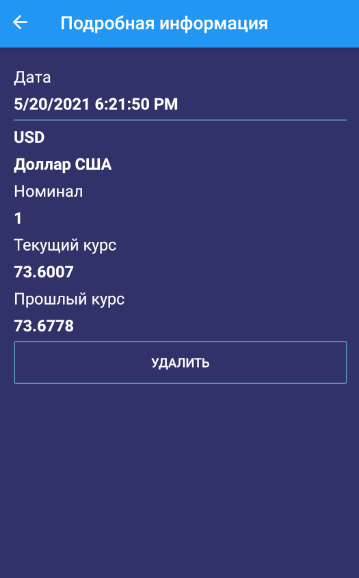 Подробная информация
Дата
5/20/2021 6:21:50 PM
USD
Доллар США
Номинал
1
Текущий курс
73.6007
Прошлый курс
73.6778
УДАЛИТЬ